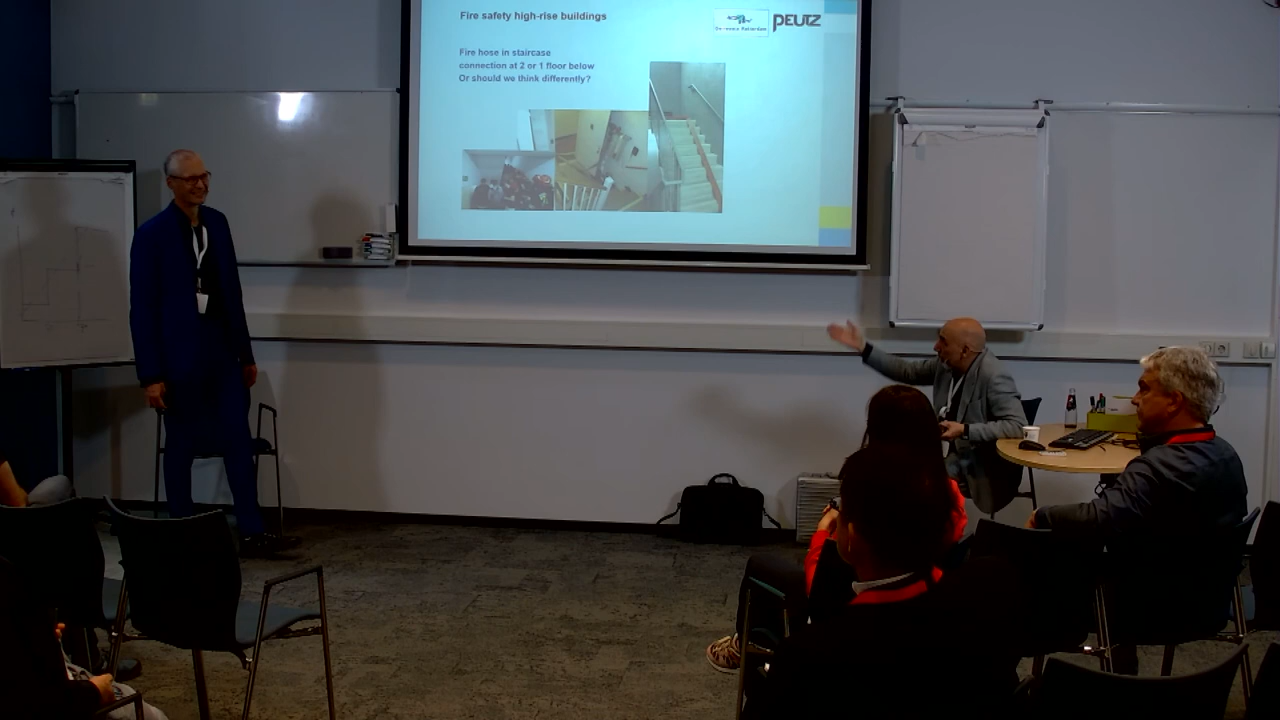 Fire safety high-rise buildings
PEUTZ
Fire hose in staircase
connection at 2 or 1 floor below
Or should we think differently?